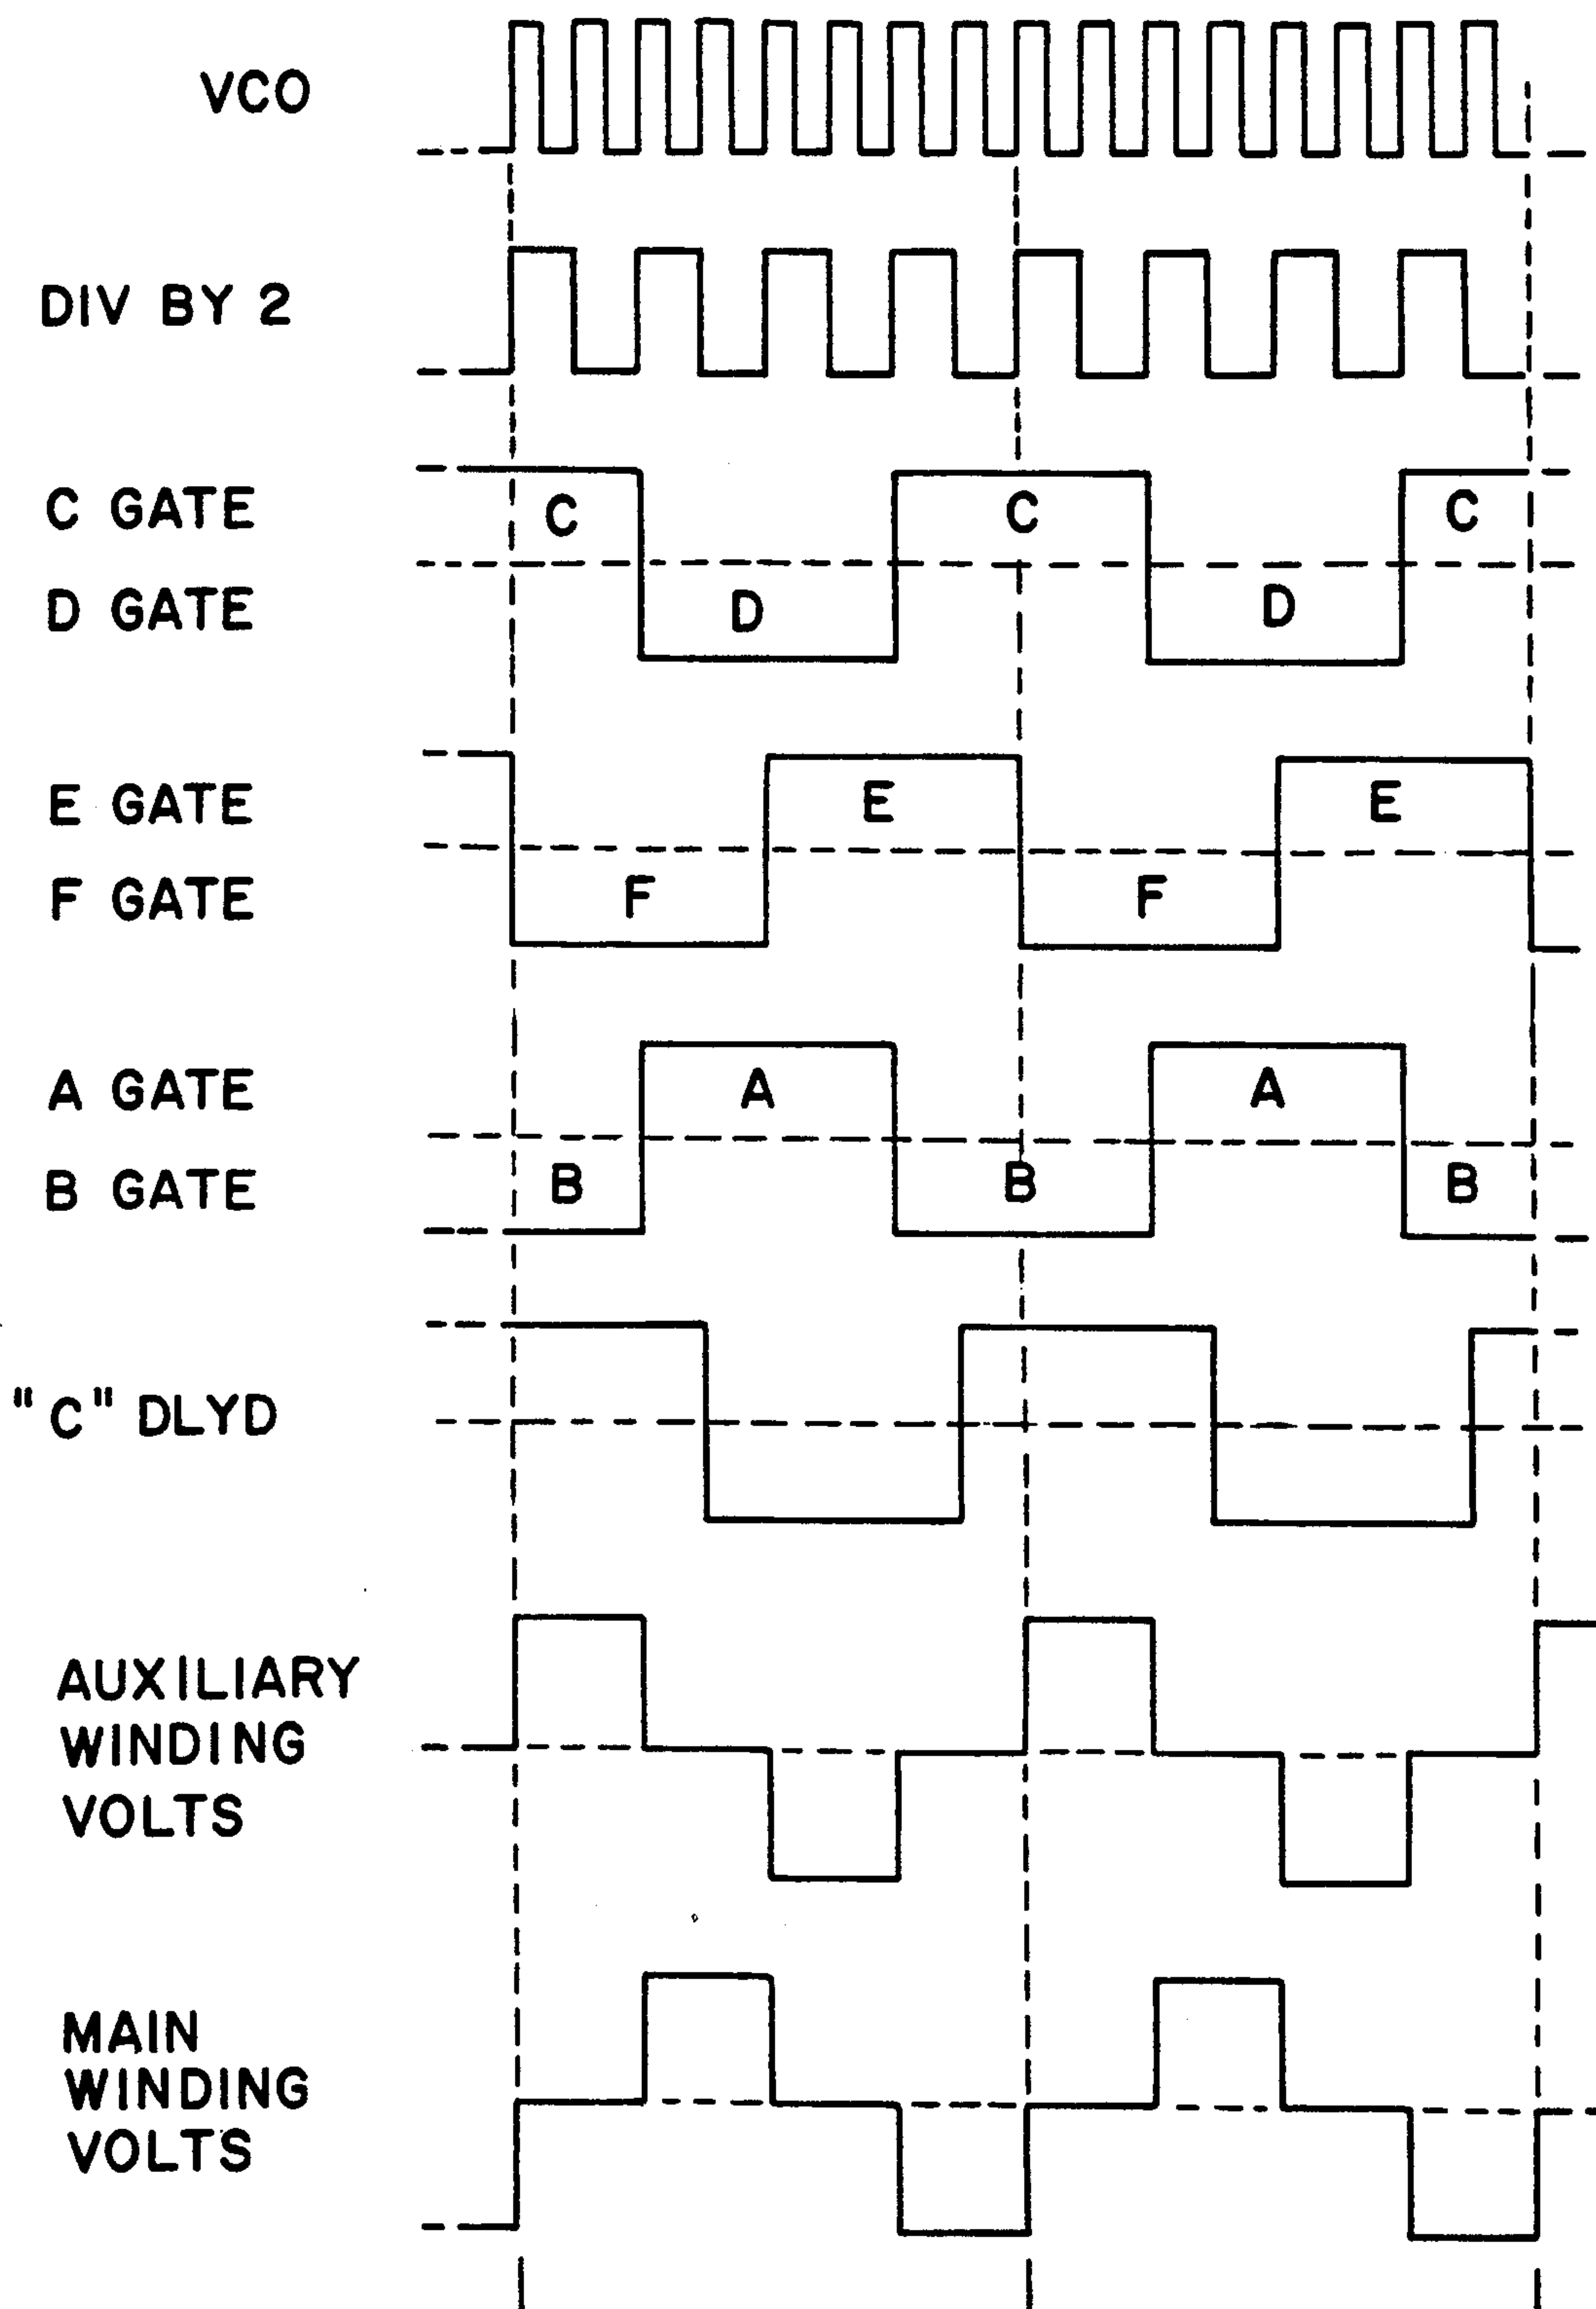 VCO
DIV BY 2
C GATE
C C C
D GATE
D D
E GATE
E E
F GATE
F F
A GATE
A A
B GATE
B B B
"C" DLYD
AUXILIARY
WINDING
VOLTS
MAIN
WINDING
VOLTS